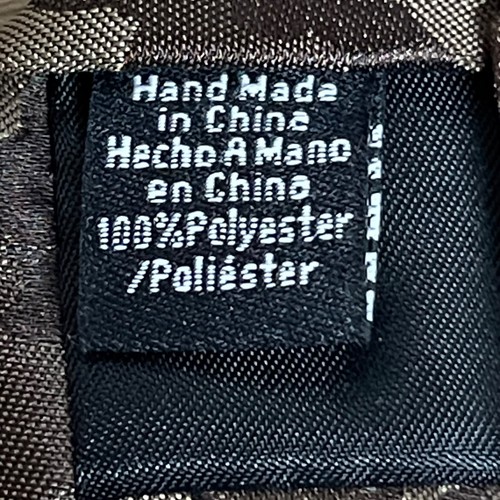 Hand Made
in China
Hecho A Mano
en China
100%Polyester
/Poliéster